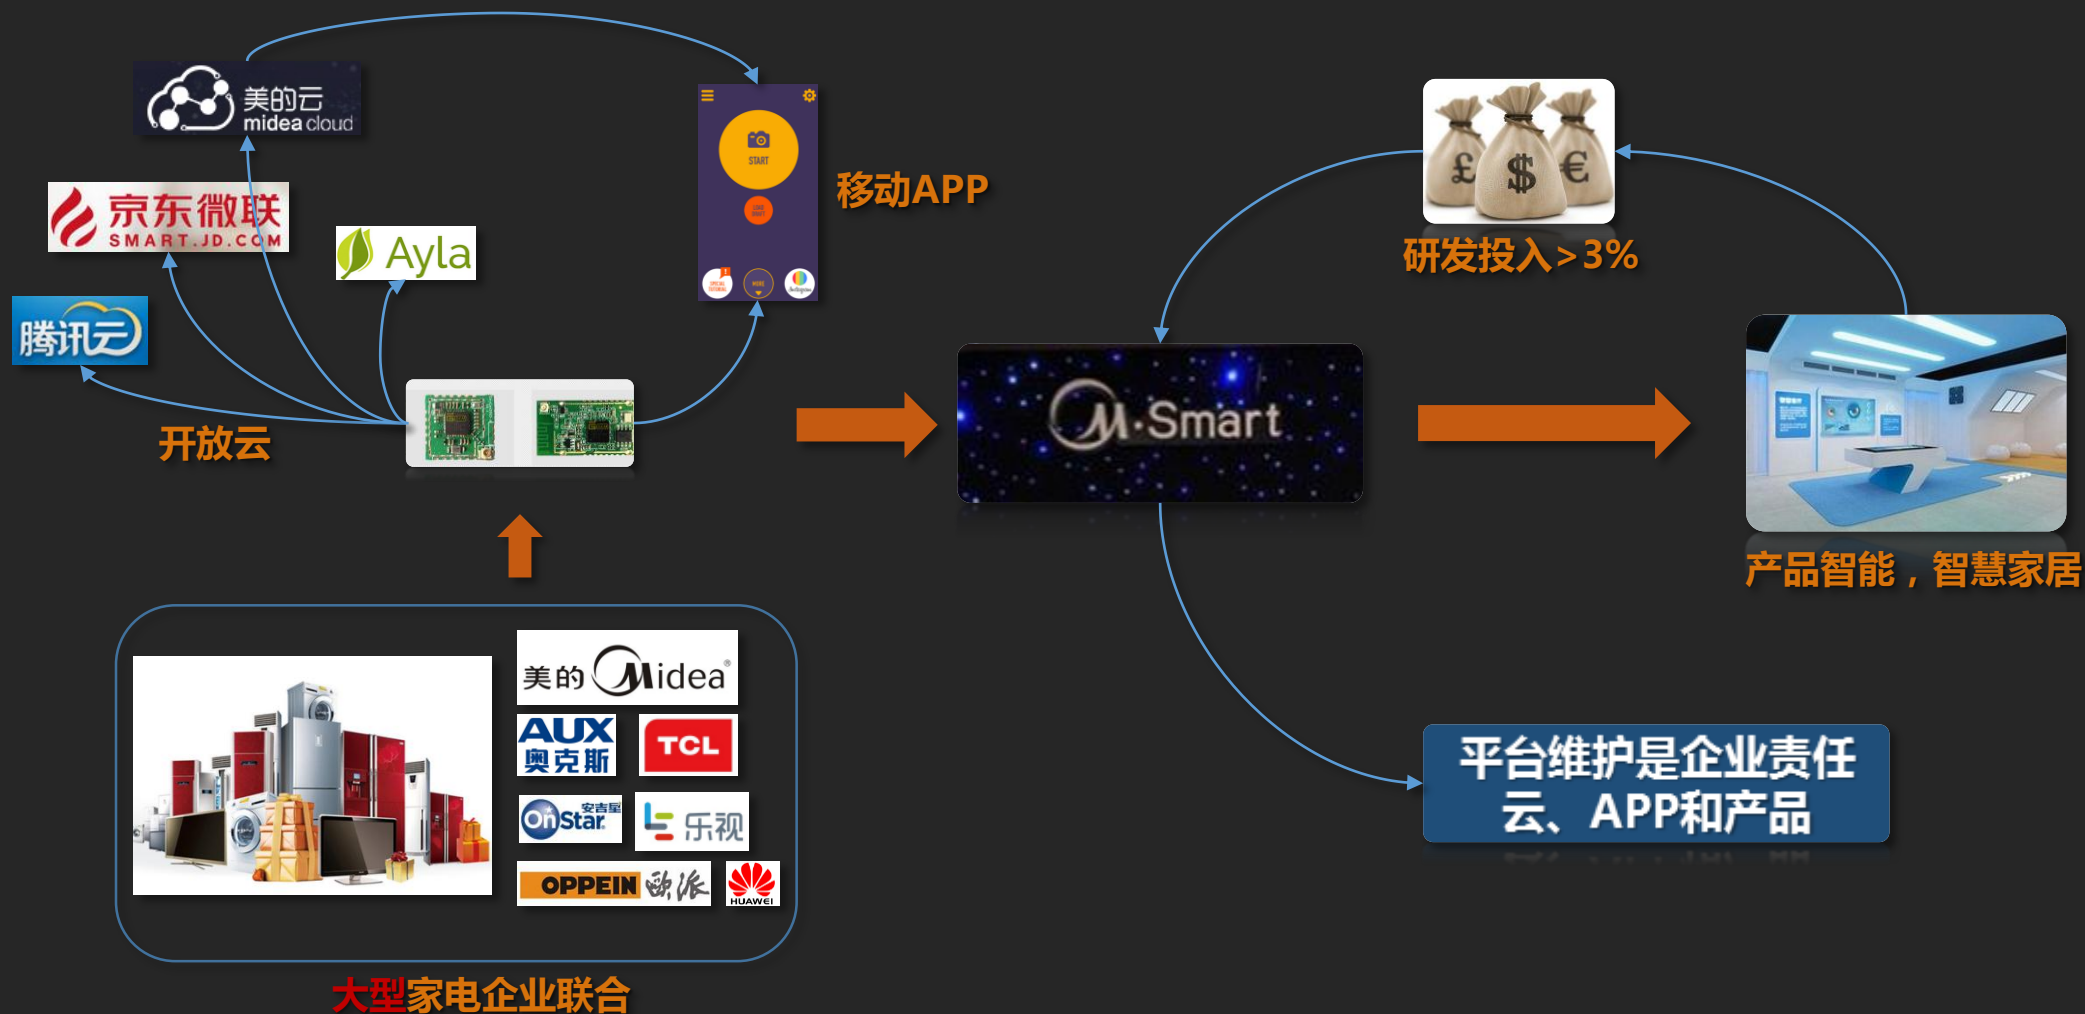 美的云
midea cloud
京东微联
SMART.JD.COM
Ayla
腾讯云
开放云
START
MORE
移动APP
£
$
€
研发投入>3%
M·Smart
产品智能，智慧家居
平台维护是企业责任
云、APP和产品
美的 Midea®
AUX
奥克斯
TCL
安吉星
OnStar
乐视
OPPEIN 欧派
HUAWEI
大型家电企业联合